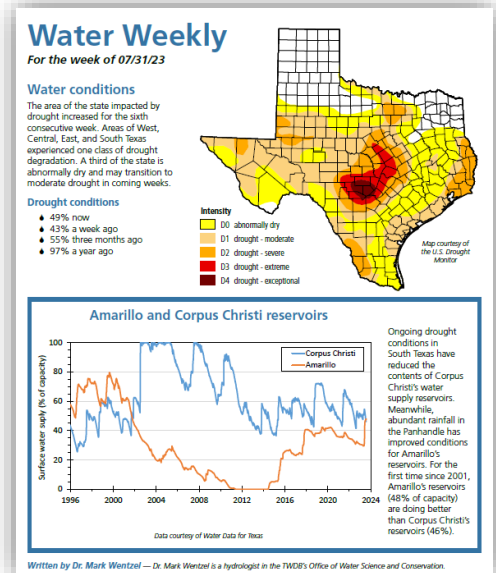 Water Weekly
For the week of 07/31/23
Water conditions
The area of the state impacted by
drought increased for the sixth
consecutive week. Areas of West,
Central, East, and South Texas
experienced one class of drought
degradation. A third of the state is
abnormally dry and may transition to
moderate drought in coming weeks.
Drought conditions
49% now
43% a week ago
55% three months ago
97% a year ago
Intensity
D0 abnormally dry
D1 drought - moderate
D2 drought - severe
D3 drought - extreme
D4 drought - exceptional
Map courtesy of
the U.S. Drought
Monitor
Amarillo and Corpus Christi reservoirs
Surface water supply (% of capacity)
100
80
60
40
20
0
1996 2000 2004 2008 2012 2016 2020 2024
Corpus Christi
Amarillo
Data courtesy of Water Data for Texas
Ongoing drought
conditions in
South Texas have
reduced the
contents of Corpus
Christi's water
supply reservoirs.
Meanwhile,
abundant rainfall in
the Panhandle has
improved conditions
for Amarillo's
reservoirs. For the
first time since 2001,
Amarillo's reservoirs
(48% of capacity)
are doing better
than Corpus Christi's
reservoirs (46%).
Written by Dr. Mark Wentzel — Dr. Mark Wentzel is a hydrologist in the TWDB's Office of Water Science and Conservation.